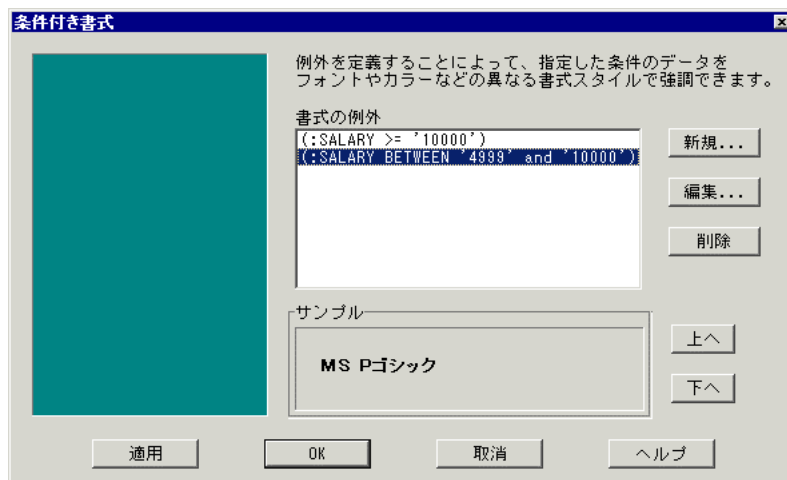 条件付き書式
例外を定義することによって、指定した条件のデータを
フォントやカラーなどの異なる書式スタイルで強調できます。
書式の例外
(:SALARY >= '10000')
(:SALARY BETWEEN '4999' and '10000')
新規...
編集...
削除
サンプル
MS Pゴシック
上へ
下へ
適用
OK
取消
ヘルプ